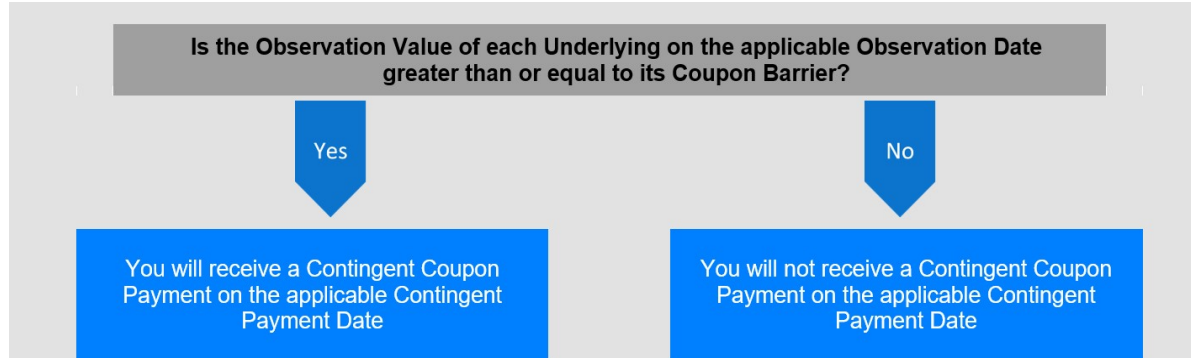 Is the Observation Value of each Underlying on the applicable Observation Date
greater than or equal to its Coupon Barrier?
Yes
No
You will receive a Contingent Coupon
Payment on the applicable Contingent
Payment Date
You will not receive a Contingent Coupon
Payment on the applicable Contingent
Payment Date